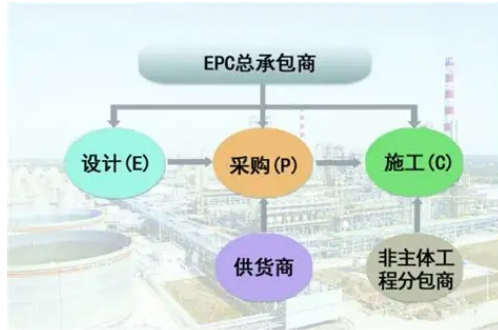 EPC总承包商
设计(E)
采购(P)
施工(C)
供货商
非主体工
程分包商